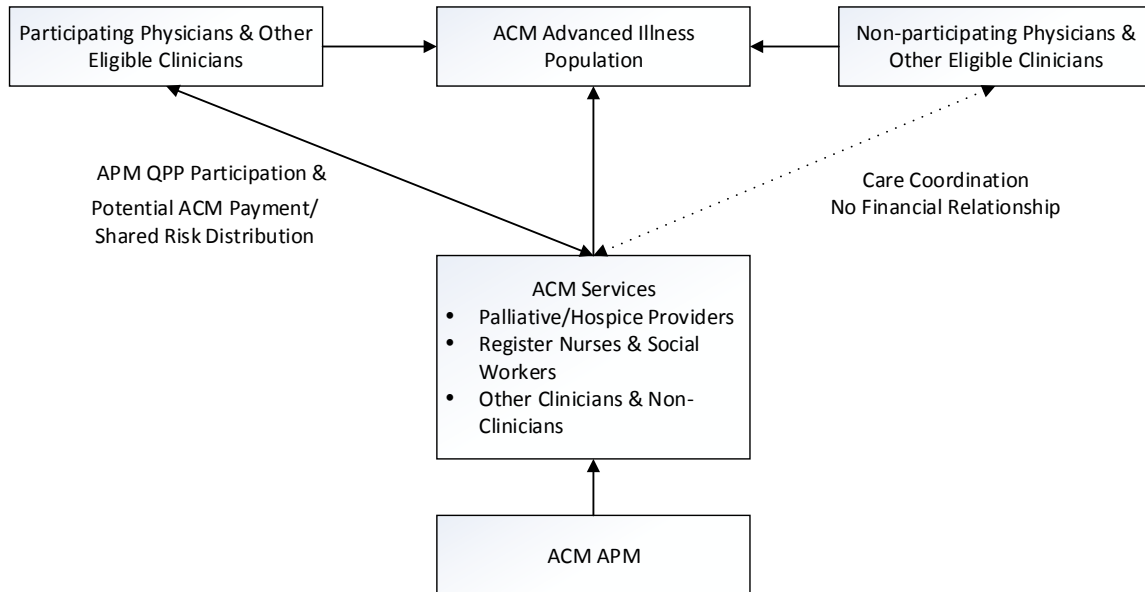 Participating Physicians & Other
Eligible Clinicians
ACM Advanced Illness
Population
Non-participating Physicians &
Other Eligible Clinicians
APM QPP Participation &
Potential ACM Payment/
Shared Risk Distribution
Care Coordination
No Financial Relationship
ACM Services
• Palliative/Hospice Providers
• Register Nurses & Social
Workers
• Other Clinicians & Non-
Clinicians
ACM APM